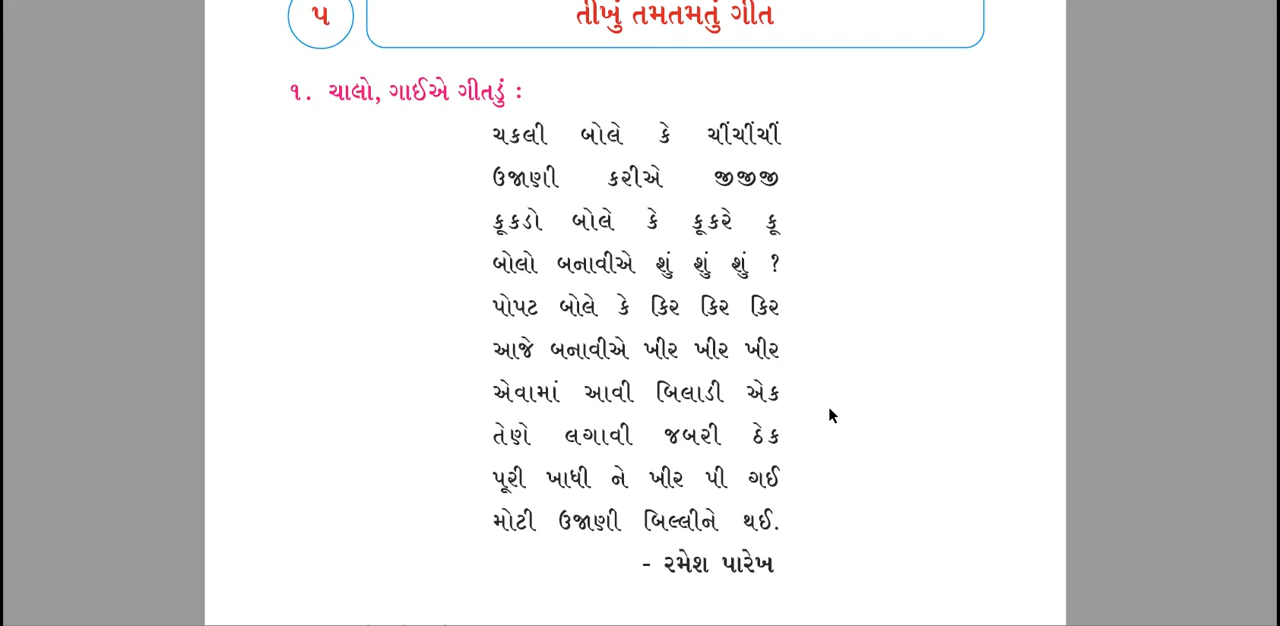 ૫
તીખું તમતમતું ગીત
૧. ચાલો, ગાઈએ ગીતડું :
ચકલી બોલે કે ચીંચીંચીં
ઉજાણી કરીએ જીજીજી
કૂકડો બોલે કે કૂકરે કૂ
બોલો બનાવીએ શું શું શું ?
પોપટ બોલે કે કિર કિર કિર
આજે બનાવીએ ખીર ખીર ખીર
એવામાં આવી બિલાડી એક
તેણે લગાવી જબરી ઠેક
પૂરી ખાધી ને ખીર પી ગઈ
મોટી ઉજાણી બિલ્લીને થઈ.
- રમેશ પારેખ